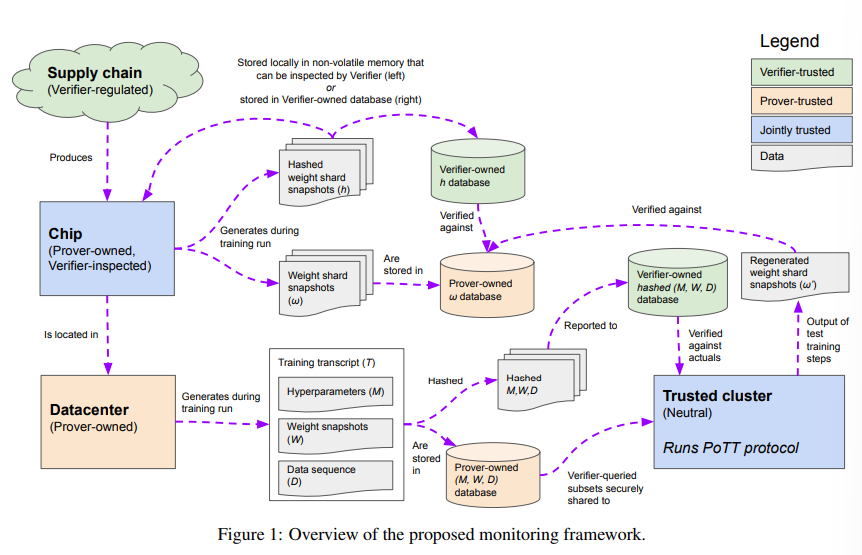 Stored locally in non-volatile memory that
can be inspected by Verifier (left)
or
stored in Verifier-owned database (right)
Legend
Verifier-trusted
Prover-trusted
Jointly trusted
Data
Supply chain
(Verifier-regulated)
Produces
Hashed
weight shard
snapshots (h)
Verifier-owned
h database
Chip
(Prover-owned,
Verifier-inspected)
Generates during
training run
Verified
against
Verified against
Weight shard
snapshots (ω)
Are
stored in
Prover-owned
ω database
Verifier-owned
hashed (M, W, D)
database
Regenerated
weight shard
snapshots (ω')
Is located in
Reported to
Verified
against
actuals
Output of
test
training
steps
Datacenter
(Prover-owned)
Generates during
training run
Training transcript (T)
Hyperparameters (M)
Weight snapshots
(W)
Data sequence
(D)
Hashed
Hashed
M,W,D
Are
stored
in
Prover-owned
(M, W, D)
database
Verifier-queried
subsets securely
shared to
Trusted cluster
(Neutral)
Runs PoTT protocol
Figure 1: Overview of the proposed monitoring framework.